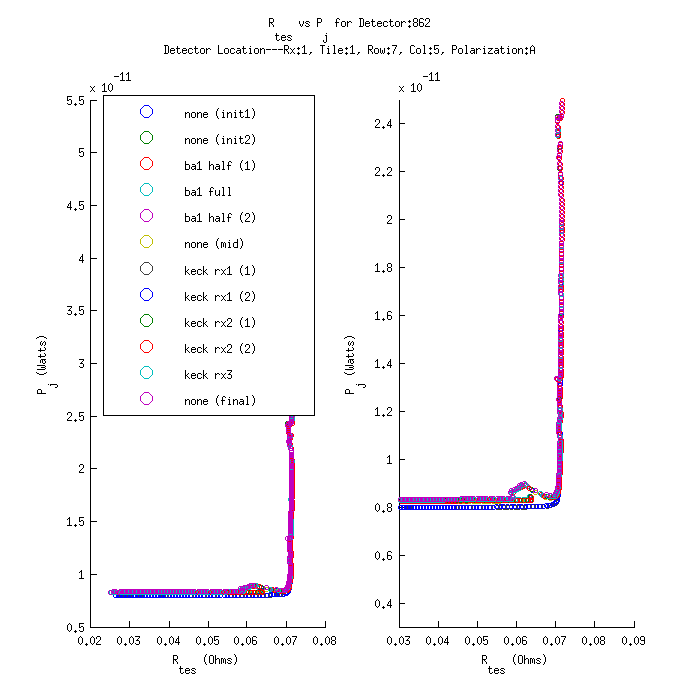 R tes vs P j for Detector:862
Detector Location---Rx:1, Tile:1, Row:7, Col:5, Polarization:A
x 10 -11
5.5
5
4.5
4
3.5
3
2.5
2
1.5
1
0.5
P j (Watts)
none (init1)
none (init2)
ba1 half (1)
ba1 full
ba1 half (2)
none (mid)
keck rx1 (1)
keck rx1 (2)
keck rx2 (1)
keck rx2 (2)
keck rx3
none (final)
0.02 0.03 0.04 0.05 0.06 0.07 0.08
R tes (Ohms)
x 10 -11
2.4
2.2
2
1.8
1.6
1.4
1.2
1
0.8
0.6
0.4
P j (Watts)
0.03 0.04 0.05 0.06 0.07 0.08 0.09
R tes (Ohms)